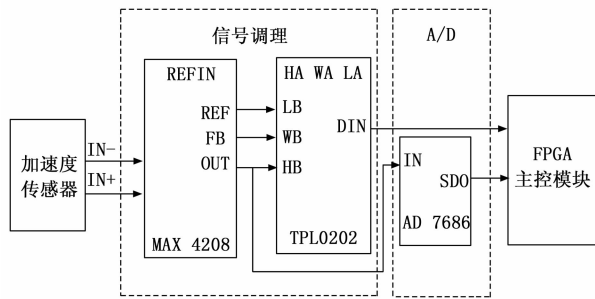 信号调理
A/D
REFIN
HA WA LA
REF
LB
DIN
FB
WB
OUT
HB
IN-
IN+
加速度
传感器
IN
SDO
FPGA
主控模块
MAX 4208
TPL0202
AD 7686